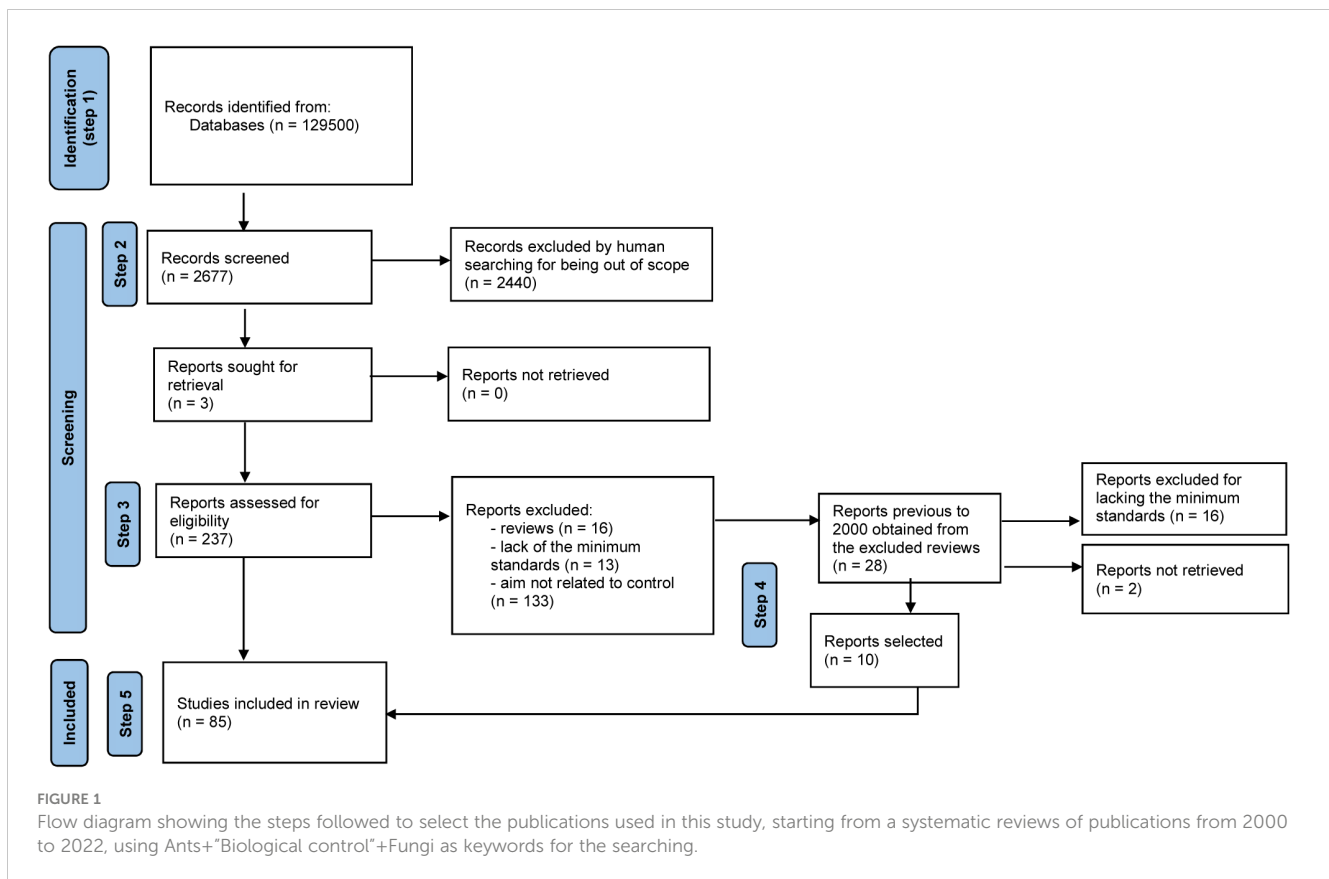 Identification
(step 1)
Records identified from:
Databases (n = 129500)
Screening
Step 2
Records screened
(n = 2677)
Records excluded by human
searching for being out of scope
(n = 2440)
Reports sought for
retrieval
(n = 3)
Reports not retrieved
(n = 0)
Step 3
Reports assessed for
eligibility
(n = 237)
Reports excluded:
- reviews (n = 16)
- lack of the minimum
standards (n = 13)
- aim not related to control
(n = 133)
Step 4
Reports previous to
2000 obtained from
the excluded reviews
(n = 28)
Reports excluded for
lacking the minimum
standards (n = 16)
Reports not retrieved
(n = 2)
Reports selected
(n = 10)
Included
Step 5
Studies included in review
(n = 85)
FIGURE 1
Flow diagram showing the steps followed to select the publications used in this study, starting from a systematic reviews of publications from 2000
to 2022, using Ants+“Biological control”+Fungi as keywords for the searching.